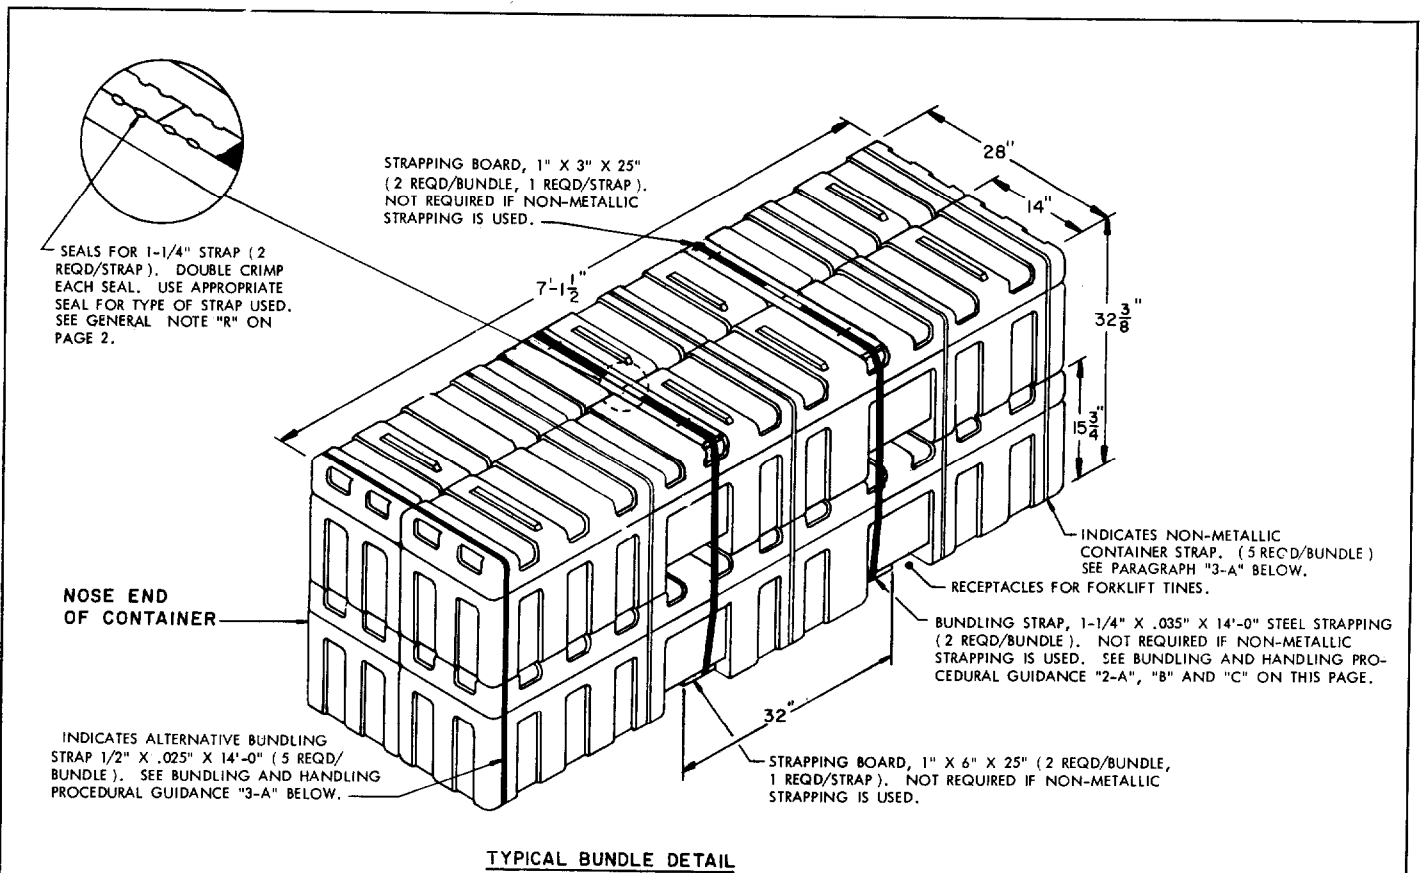 STRAPPING BOARD, 1" X 3" X 25"
(2 REQD/BUNDLE, 1 REQD/STRAP).
NOT REQUIRED IF NON-METALLIC
STRAPPING IS USED.
28"
14"
SEALS FOR 1-1/4" STRAP (2
REQD/STRAP). DOUBLE CRIMP
EACH SEAL. USE APPROPRIATE
SEAL FOR TYPE OF STRAP USED.
SEE GENERAL NOTE "R" ON
PAGE 2.
7'-1 1/2"
32 3/8"
15 3/4"
INDICATES NON-METALLIC
CONTAINER STRAP. (5 REQD/BUNDLE)
SEE PARAGRAPH "3-A" BELOW.
RECEPTACLES FOR FORKLIFT TINES.
NOSE END
OF CONTAINER
BUNDLING STRAP, 1-1/4" X .035" X 14'-0" STEEL STRAPPING
(2 REQD/BUNDLE). NOT REQUIRED IF NON-METALLIC
STRAPPING IS USED. SEE BUNDLING AND HANDLING PRO-
CEDURAL GUIDANCE "2-A", "B" AND "C" ON THIS PAGE.
32"
INDICATES ALTERNATIVE BUNDLING
STRAP 1/2" X .025" X 14'-0" (5 REQD/
BUNDLE). SEE BUNDLING AND HANDLING
PROCEDURAL GUIDANCE "3-A" BELOW.
STRAPPING BOARD, 1" X 6" X 25" (2 REQD/BUNDLE,
1 REQD/STRAP). NOT REQUIRED IF NON-METALLIC
STRAPPING IS USED.
TYPICAL BUNDLE DETAIL